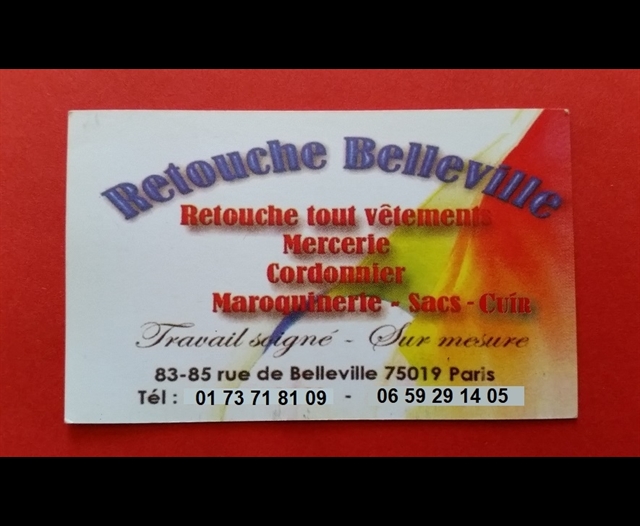 Retouche Belleville
Retouche tout vêtements
Mercerie
Cordonnier
Maroquinerie - Sacs - Cuir
Travail soigné - Sur mesure
83-85 rue de Belleville 75019 Paris
Tél : 01 73 71 81 09 - 06 59 29 14 05